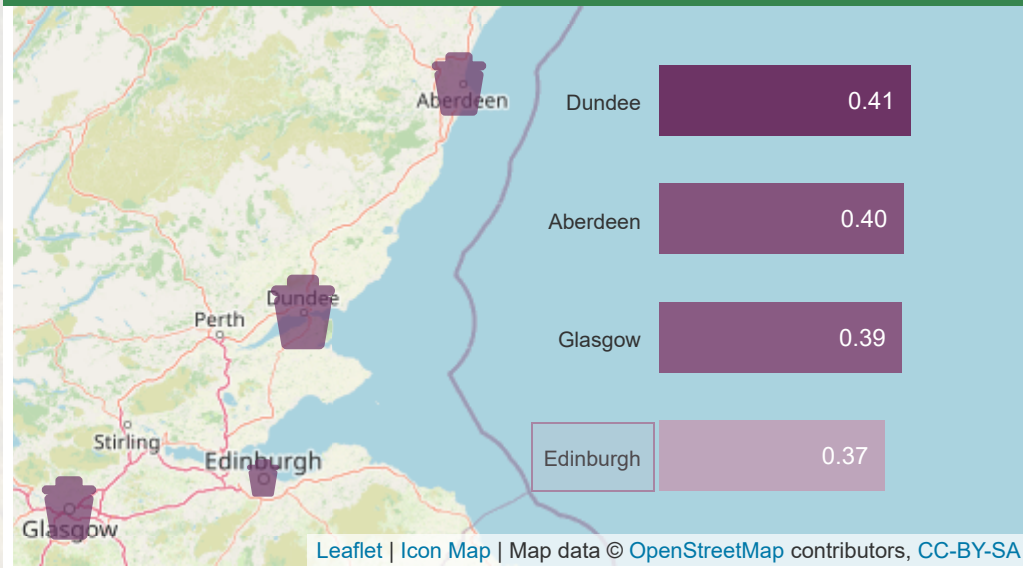 Aberdeen
Dundee
Perth
Stirling
Edinburgh
Glasgow
Dundee 0.41
Aberdeen 0.40
Glasgow 0.39
Edinburgh 0.37
Leaflet | Icon Map | Map data © OpenStreetMap contributors, CC-BY-SA